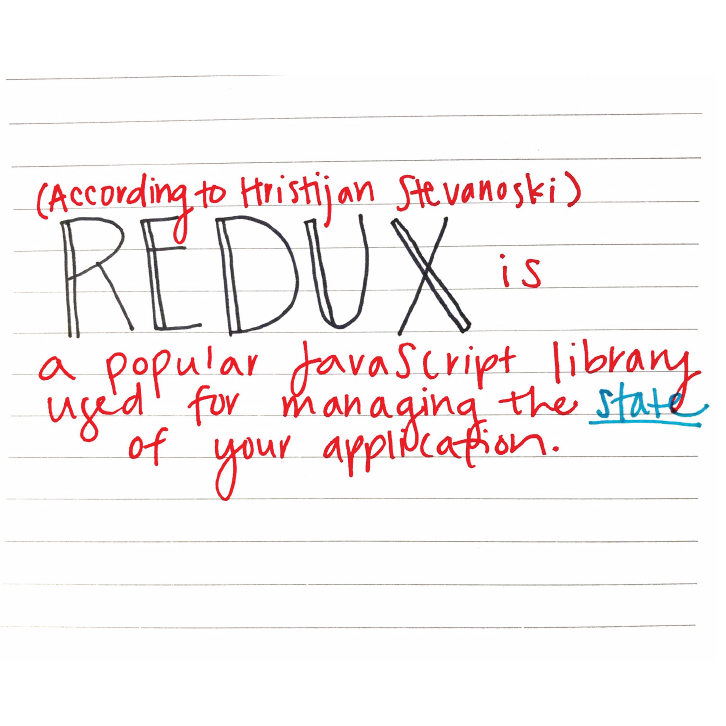 (According to Hristijan Stevanoski)
REDUX is
a popular JavaScript library
used for managing the state
of your application.